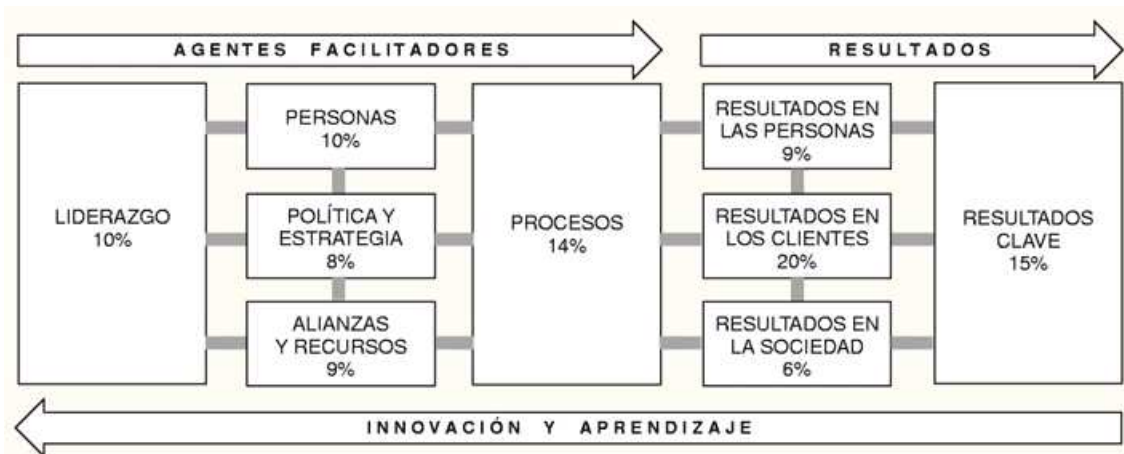 AGENTES FACILITADORES
RESULTADOS
LIDERAZGO
10%
PERSONAS
10%
POLÍTICA Y
ESTRATEGIA
8%
ALIANZAS
Y RECURSOS
9%
PROCESOS
14%
RESULTADOS EN
LAS PERSONAS
9%
RESULTADOS EN
LOS CLIENTES
20%
RESULTADOS EN
LA SOCIEDAD
6%
RESULTADOS
CLAVE
15%
INNOVACIÓN Y APRENDIZAJE